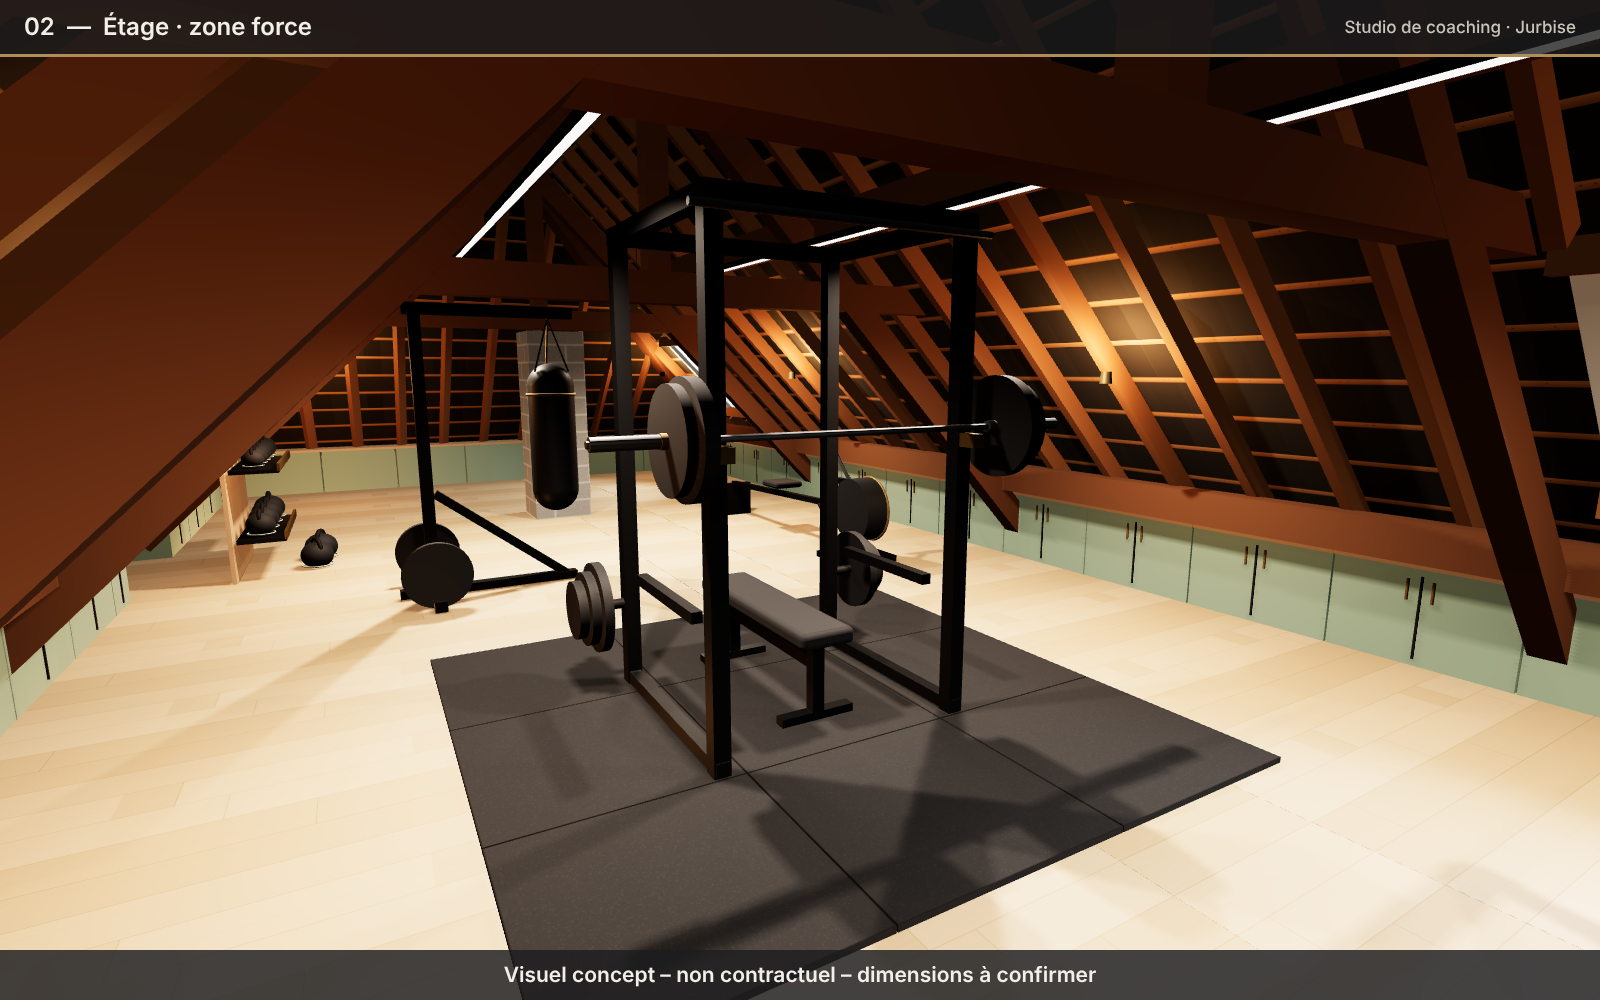 02 — Étage · zone force
Studio de coaching · Jurbise
Visuel concept – non contractuel – dimensions à confirmer